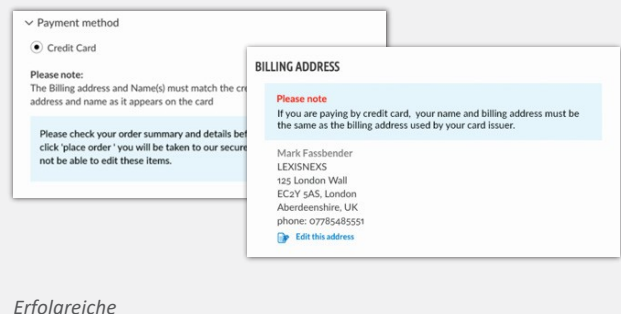 Payment method
Credit Card
Please note:
The Billing address and Name(s) must match the cre
address and name as it appears on the card
Please check your order summary and details bef
click 'place order ' you will be taken to our secure
not be able to edit these items.
BILLING ADDRESS
Please note
If you are paying by credit card, your name and billing address must be
the same as the billing address used by your card issuer.
Mark Fassbender
LEXISNEXS
125 London Wall
EC2Y 5AS, London
Aberdeenshire, UK
phone: 07785485551
Edit this address
Erfolgreiche